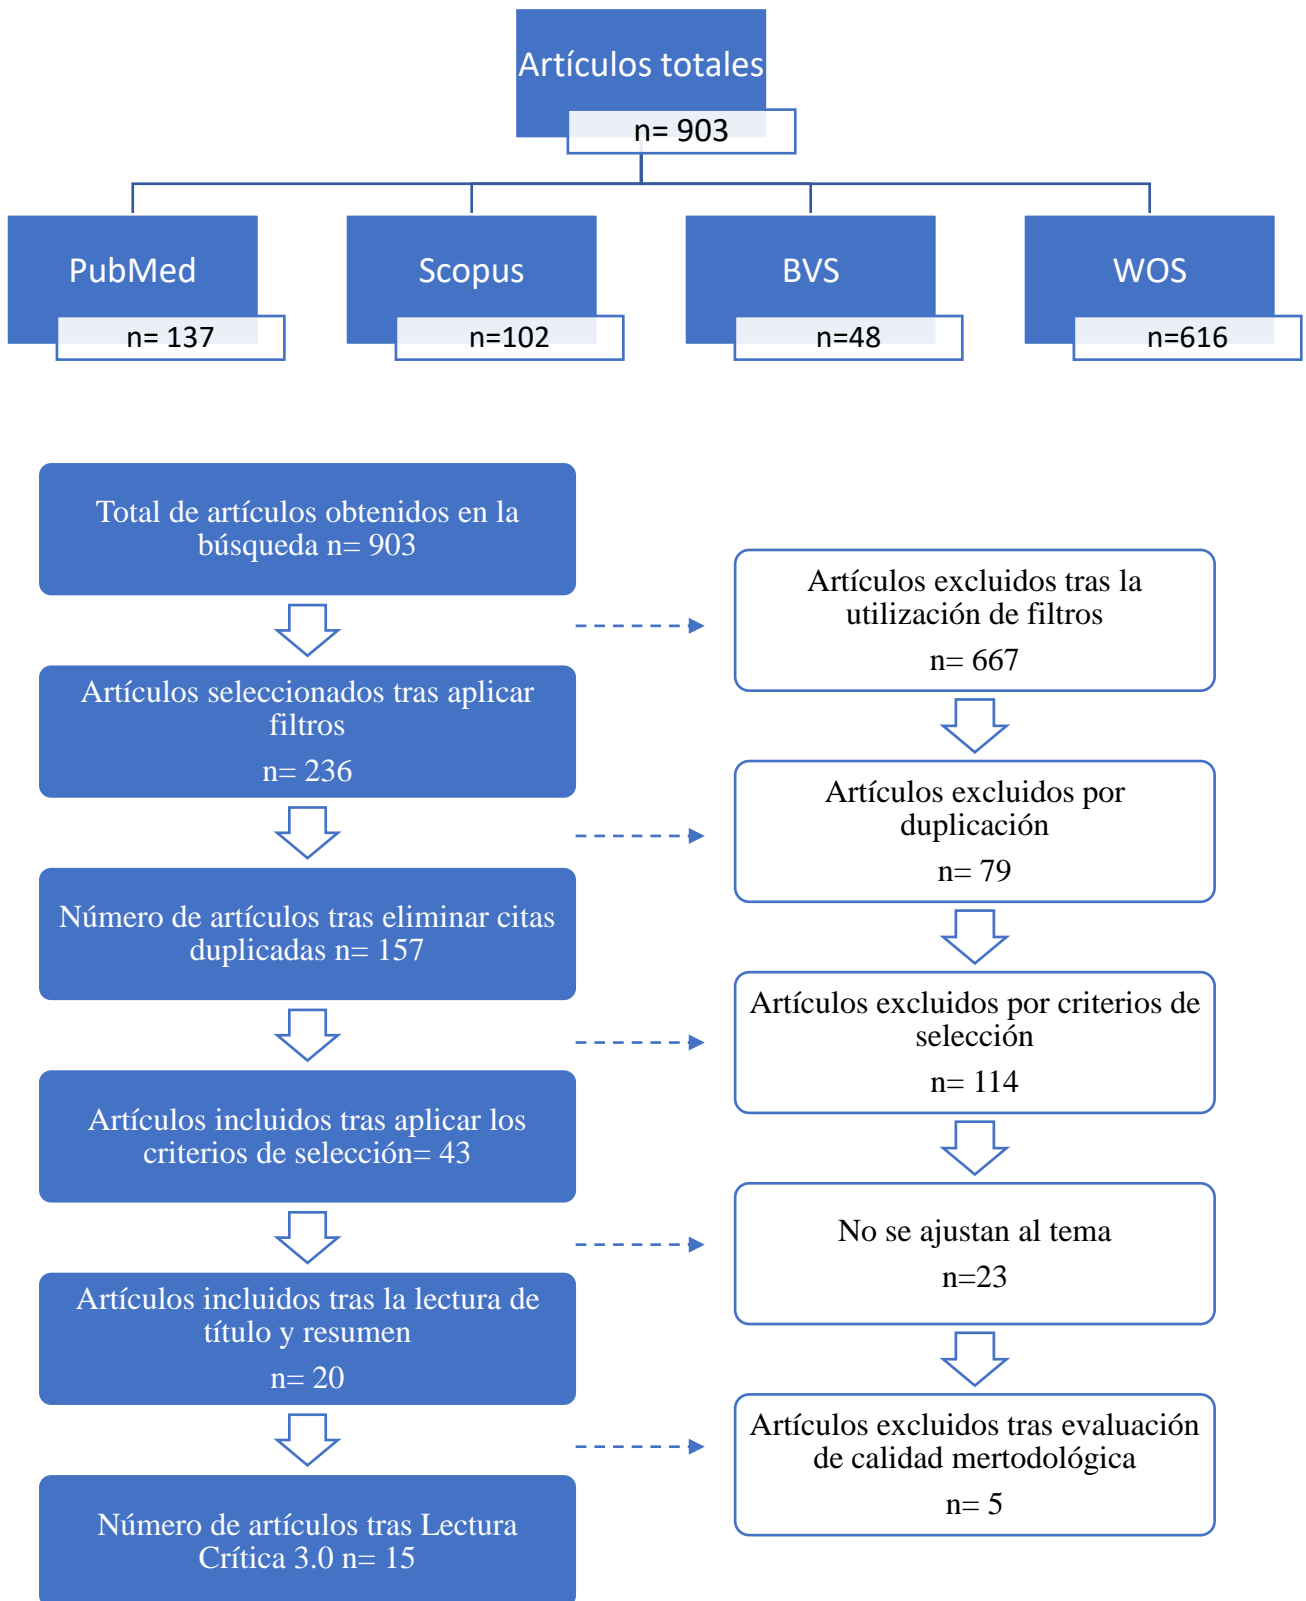 Artículos totales
n= 903
PubMed
n= 137
Scopus
n=102
BVS
n=48
WOS
n=616
Total de artículos obtenidos en la
búsqueda n= 903
Artículos excluidos tras la
utilización de filtros
n= 667
Artículos seleccionados tras aplicar
filtros
n= 236
Artículos excluidos por
duplicación
n= 79
Número de artículos tras eliminar citas
duplicadas n= 157
Artículos excluidos por criterios de
selección
n= 114
Artículos incluidos tras aplicar los
criterios de selección= 43
No se ajustan al tema
n=23
Artículos incluidos tras la lectura de
título y resumen
n= 20
Artículos excluidos tras evaluación
de calidad mertodológica
n= 5
Número de artículos tras Lectura
Crítica 3.0 n= 15